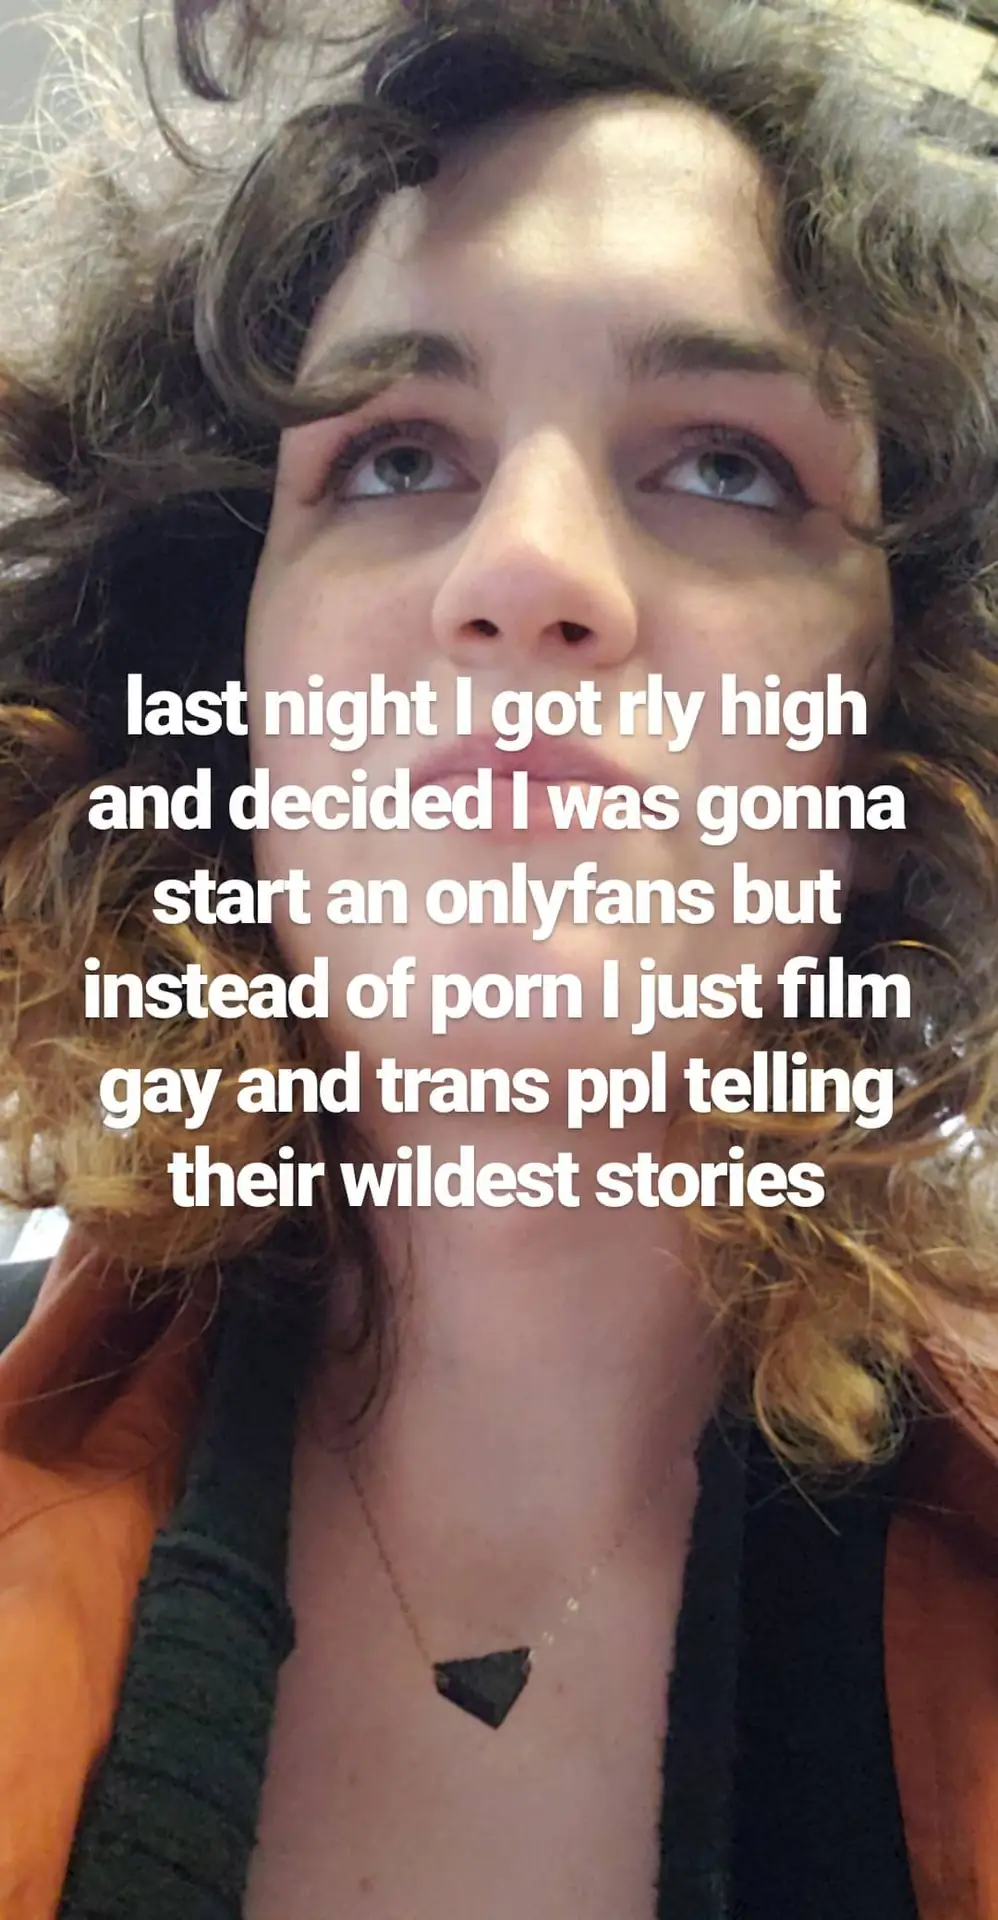 last night I got rly high
and decided I was gonna
start an onlyfans but
instead of porn I just film
gay and trans ppl telling
their wildest stories